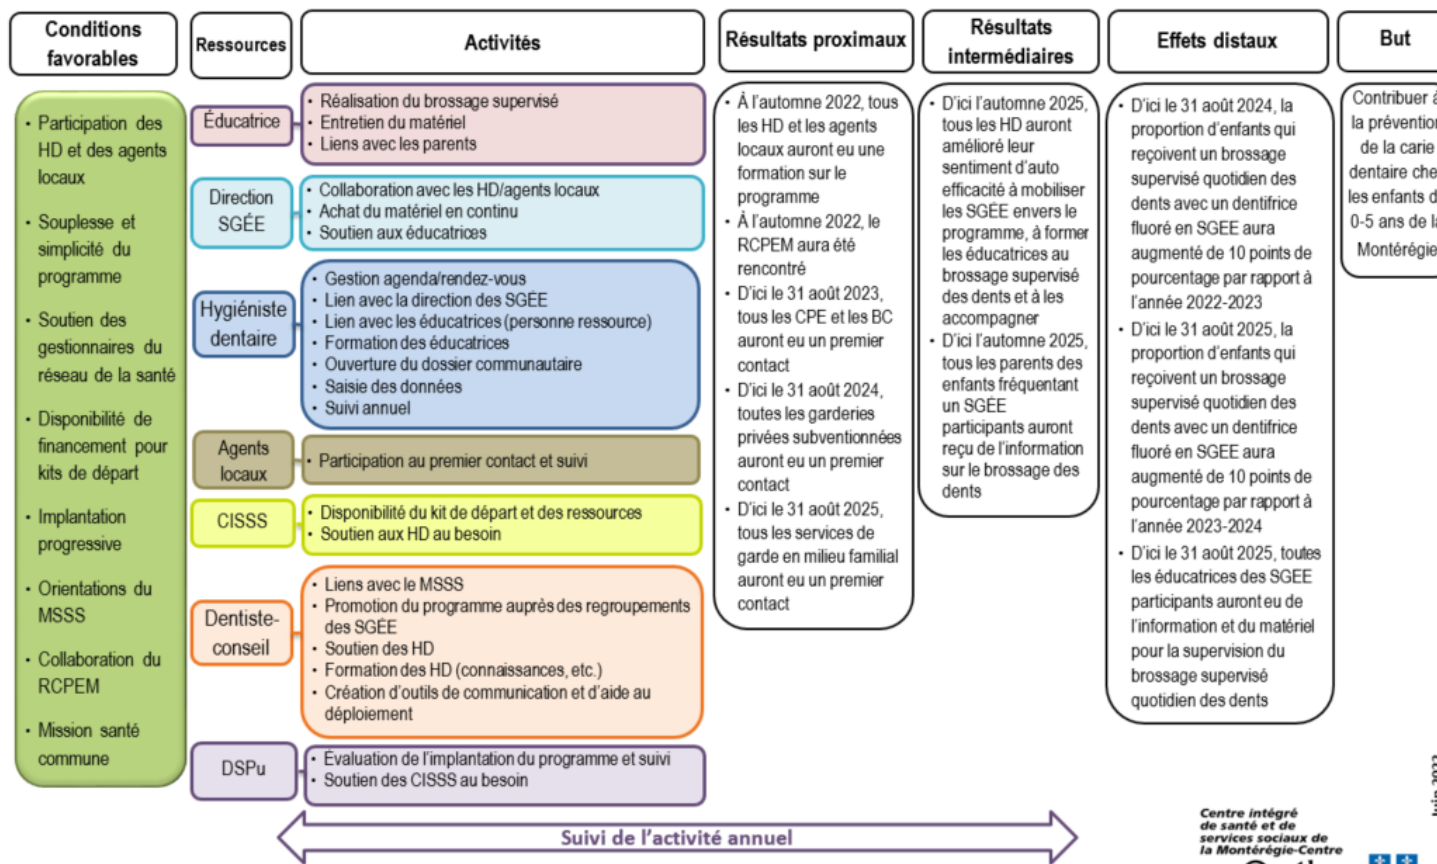 Conditions
favorables
Ressources
Activités
Résultats proximaux
Résultats
intermédiaires
Effets distaux
But
• Participation des
HD et des agents
locaux
• Souplesse et
simplicité du
programme
• Soutien des
gestionnaires du
réseau de la santé
• Disponibilité de
financement pour
kits de départ
• Implantation
progressive
• Orientations du
MSSS
• Collaboration du
RCPEM
• Mission santé
commune
Éducatrice
• Réalisation du brossage supervisé
• Entretien du matériel
• Liens avec les parents
Direction
SGÉE
• Collaboration avec les HD/agents locaux
• Achat du matériel en continu
• Soutien aux éducatrices
Hygiéniste
dentaire
• Gestion agenda/rendez-vous
• Lien avec la direction des SGÉE
• Lien avec les éducatrices (personne ressource)
• Formation des éducatrices
• Ouverture du dossier communautaire
• Saisie des données
• Suivi annuel
Agents
locaux
• Participation au premier contact et suivi
CISSS
• Disponibilité du kit de départ et des ressources
• Soutien aux HD au besoin
Dentiste-
conseil
• Liens avec le MSSS
• Promotion du programme auprès des regroupements
des SGÉE
• Soutien des HD
• Formation des HD (connaissances, etc.)
• Création d'outils de communication et d'aide au
déploiement
DSPu
• Évaluation de l'implantation du programme et suivi
• Soutien des CISSS au besoin
• À l'automne 2022, tous
les HD et les agents
locaux auront eu une
formation sur le
programme
• À l'automne 2022, le
RCPEM aura été
rencontré
• D'ici le 31 août 2023,
tous les CPE et les BC
auront eu un premier
contact
• D'ici le 31 août 2024,
toutes les garderies
privées subventionnées
auront eu un premier
contact
• D'ici le 31 août 2025,
tous les services de
garde en milieu familial
auront eu un premier
contact
• D'ici l'automne 2025,
tous les HD auront
amélioré leur
sentiment d'auto
efficacité à mobiliser
les SGÉE envers le
programme, à former
les éducatrices au
brossage supervisé
des dents et à les
accompagner
• D'ici l'automne 2025,
tous les parents des
enfants fréquentant
un SGÉE
participants auront
reçu de l'information
sur le brossage des
dents
• D'ici le 31 août 2024, la
proportion d'enfants qui
reçoivent un brossage
supervisé quotidien des
dents avec un dentifrice
fluoré en SGEE aura
augmenté de 10 points de
pourcentage par rapport à
l'année 2022-2023
• D'ici le 31 août 2025, la
proportion d'enfants qui
reçoivent un brossage
supervisé quotidien des
dents avec un dentifrice
fluoré en SGEE aura
augmenté de 10 points de
pourcentage par rapport à
l'année 2023-2024
• D'ici le 31 août 2025, toutes
les éducatrices des SGEE
participants auront eu de
l'information et du matériel
pour la supervision du
brossage supervisé
quotidien des dents
Contribuer à
la prévention
de la carie
dentaire che
les enfants d
0-5 ans de la
Montérégie
Suivi de l'activité annuel
Centre intégré
de santé et de
services sociaux de
la Montérégie-Centre